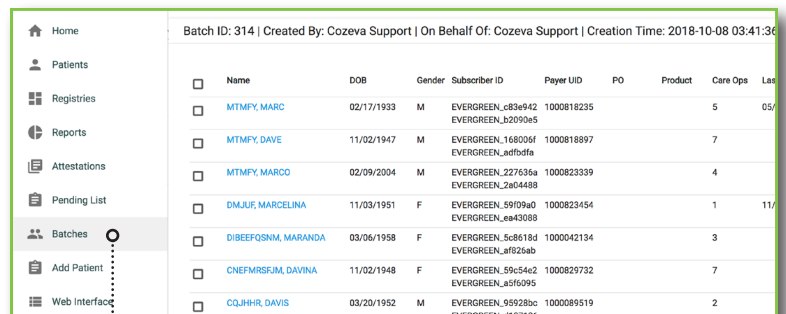 Home
Patients
Registries
Reports
Attestations
Pending List
Batches
Add Patient
Web Interface
Batch ID: 314 | Created By: Cozeva Support | On Behalf Of: Cozeva Support | Creation Time: 2018-10-08 03:41:36
Name DOB Gender Subscriber ID Payer UID PO Product Care Ops Las
MTMFY, MARC 02/17/1933 M EVERGREEN_c83e942 1000818235 5 05/
EVERGREEN_b2090e5
MTMFY, DAVE 11/02/1947 M EVERGREEN_168006f 1000818897 7
EVERGREEN_adfbdfa
MTMFY, MARCO 02/09/2004 M EVERGREEN_227636a 1000823339 4
EVERGREEN_2a04488
DMJUF, MARCELINA 11/03/1951 F EVERGREEN_59f09a0 1000823454 1 11/
EVERGREEN_ea43088
DIBEEFQSNM, MARANDA 03/06/1958 F EVERGREEN_5c8618d 1000042134 3
EVERGREEN_af826ab
CNEFMRSFJM, DAVINA 11/02/1948 F EVERGREEN_59c54e2 1000829732 7
EVERGREEN_a5f6095
CQJHHR, DAVIS 03/20/1952 M EVERGREEN_95928bc 1000089519 2